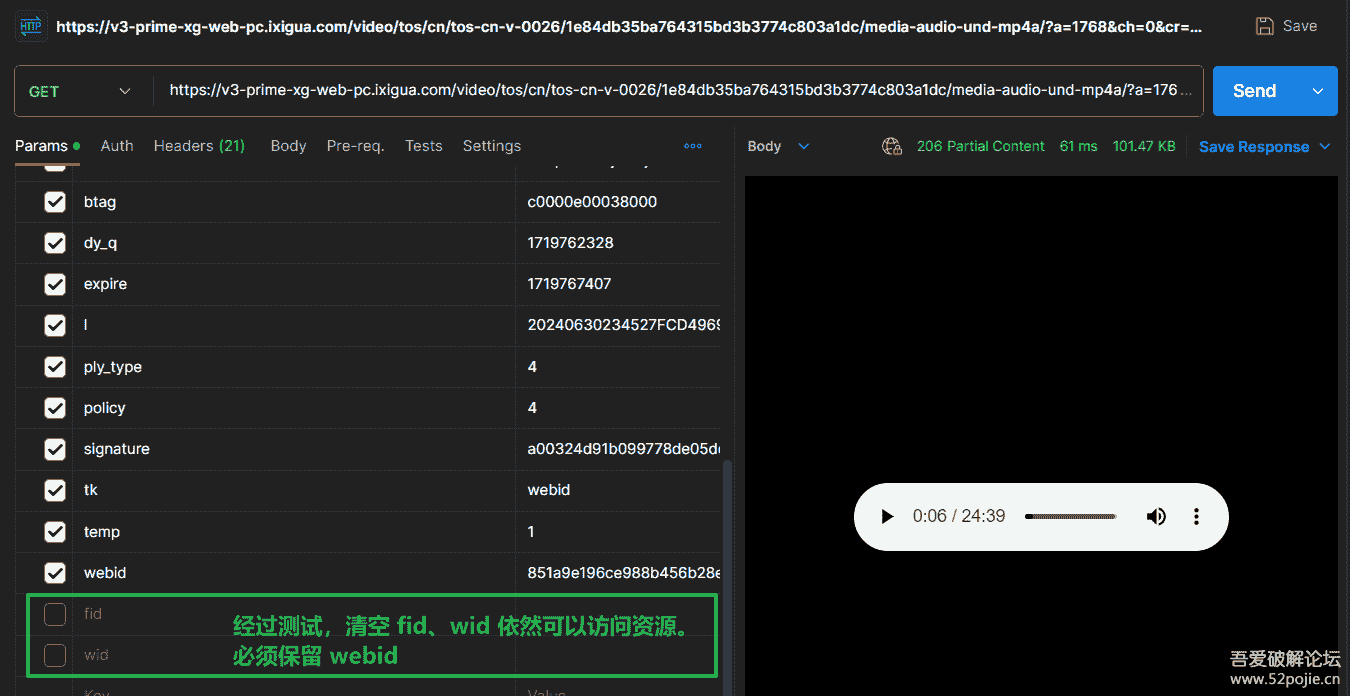 HTTP https://v3-prime-xg-web-pc.ixigua.com/video/tos/cn/tos-cn-v-0026/1e84db35ba764315bd3b3774c803a1dc/media-audio-und-mp4a/?a=1768&ch=0&cr=... Save
GET https://v3-prime-xg-web-pc.ixigua.com/video/tos/cn/tos-cn-v-0026/1e84db35ba764315bd3b3774c803a1dc/media-audio-und-mp4a/?a=176... Send
Params Auth Headers (21) Body Pre-req. Tests Settings
Body 206 Partial Content 61 ms 101.47 KB Save Response
btag c0000e00038000
dy_q 1719762328
expire 1719767407
l 20240630234527FCD4969
ply_type 4
policy 4
signature a00324d91b099778de05d
tk webid
temp 1
webid 851a9e196ce988b456b28e
fid
wid
经过测试，清空 fid、wid 依然可以访问资源。
必须保留 webid
Key Value
0:06 / 24:39
吾爱破解论坛
www.52pojie.cn